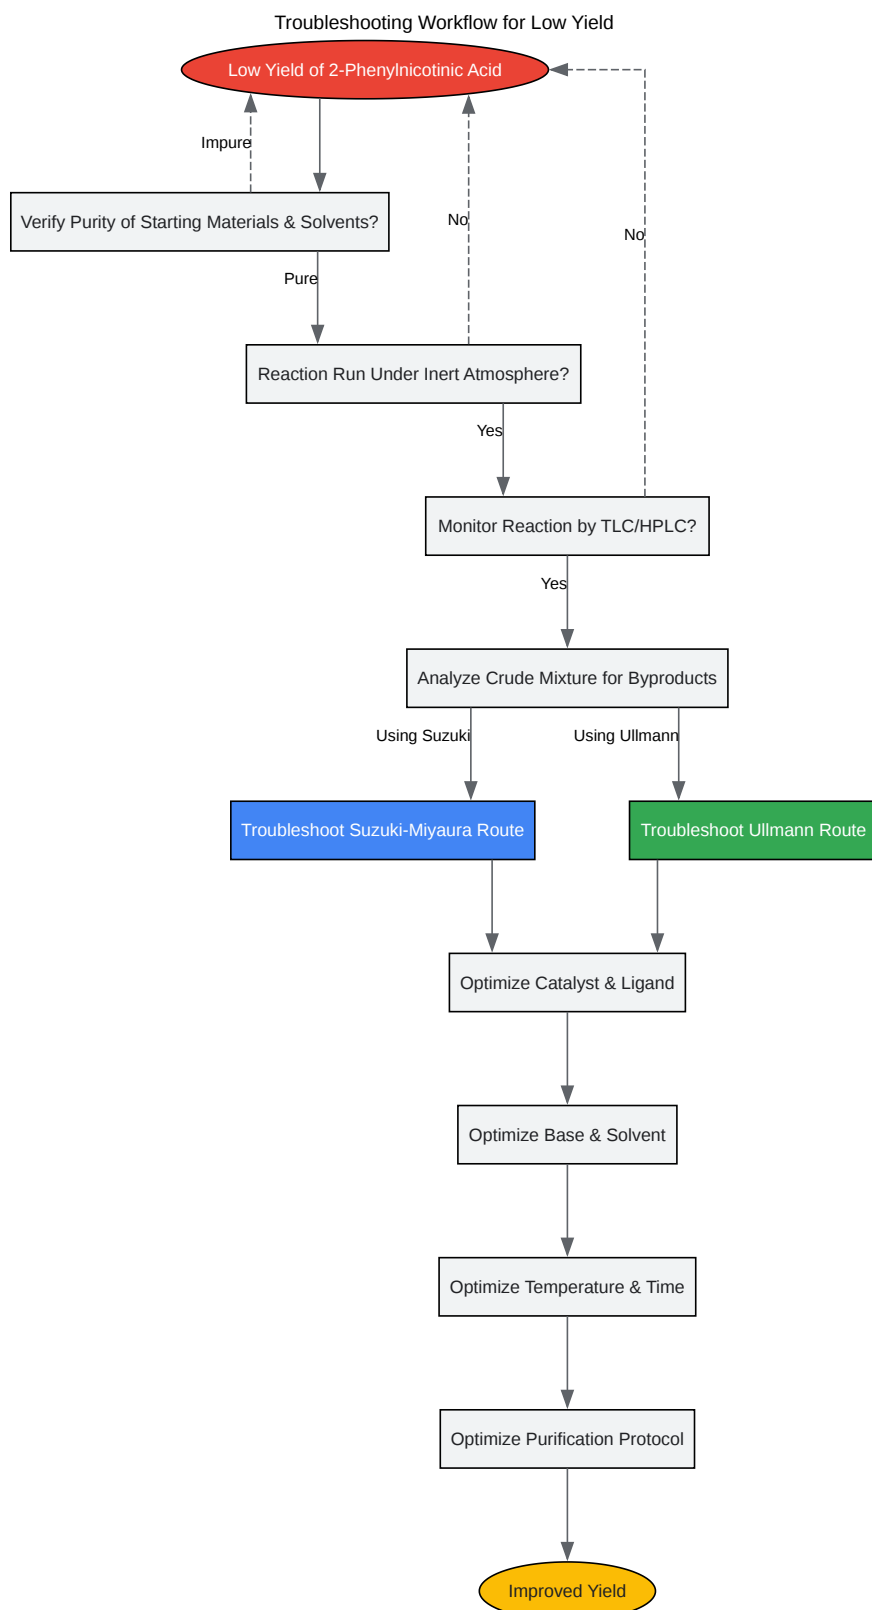 Troubleshooting Workflow for Low Yield
Low Yield of 2-Phenylnicotinic Acid
Impure
Verify Purity of Starting Materials & Solvents?
No
No
Pure
Reaction Run Under Inert Atmosphere?
Yes
Monitor Reaction by TLC/HPLC?
Yes
Analyze Crude Mixture for Byproducts
Using Suzuki
Using Ullmann
Troubleshoot Suzuki-Miyaura Route
Troubleshoot Ullmann Route
Optimize Catalyst & Ligand
Optimize Base & Solvent
Optimize Temperature & Time
Optimize Purification Protocol
Improved Yield